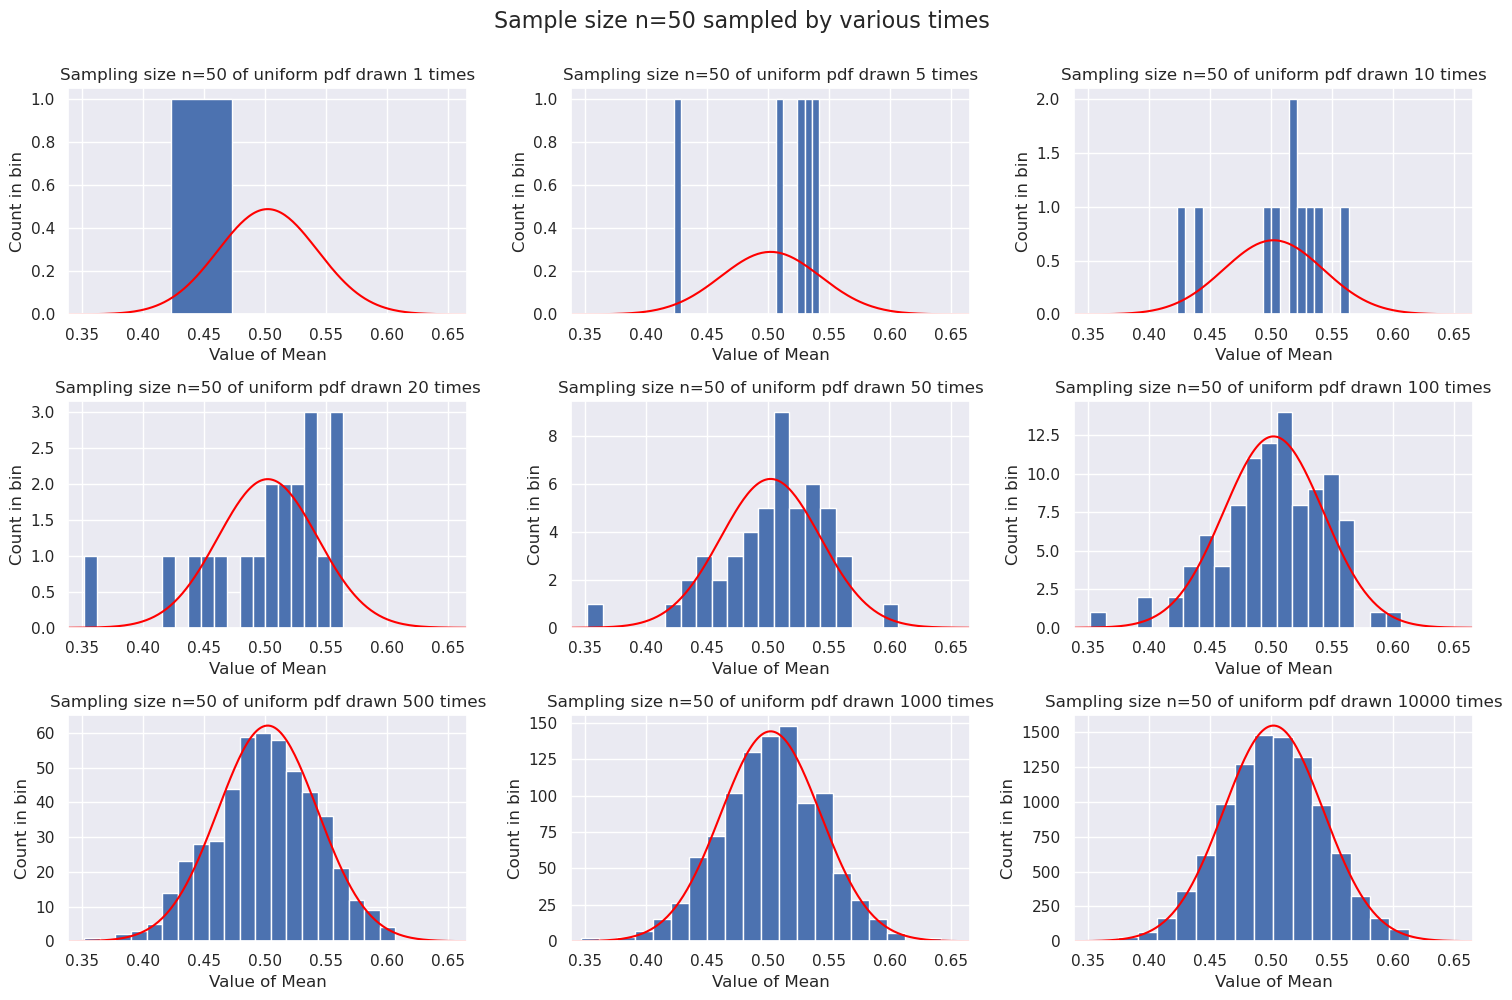 Sample size n=50 sampled by various times
Sampling size n=50 of uniform pdf drawn 1 times
Count in bin
1.0
0.8
0.6
0.4
0.2
0.0
0.35 0.40 0.45 0.50 0.55 0.60 0.65
Value of Mean
Sampling size n=50 of uniform pdf drawn 5 times
Count in bin
1.0
0.8
0.6
0.4
0.2
0.0
0.35 0.40 0.45 0.50 0.55 0.60 0.65
Value of Mean
Sampling size n=50 of uniform pdf drawn 10 times
Count in bin
2.0
1.5
1.0
0.5
0.0
0.35 0.40 0.45 0.50 0.55 0.60 0.65
Value of Mean
Sampling size n=50 of uniform pdf drawn 20 times
Count in bin
3.0
2.5
2.0
1.5
1.0
0.5
0.0
0.35 0.40 0.45 0.50 0.55 0.60 0.65
Value of Mean
Sampling size n=50 of uniform pdf drawn 50 times
Count in bin
8
6
4
2
0
0.35 0.40 0.45 0.50 0.55 0.60 0.65
Value of Mean
Sampling size n=50 of uniform pdf drawn 100 times
Count in bin
12.5
10.0
7.5
5.0
2.5
0.0
0.35 0.40 0.45 0.50 0.55 0.60 0.65
Value of Mean
Sampling size n=50 of uniform pdf drawn 500 times
Count in bin
60
50
40
30
20
10
0
0.35 0.40 0.45 0.50 0.55 0.60 0.65
Value of Mean
Sampling size n=50 of uniform pdf drawn 1000 times
Count in bin
150
125
100
75
50
25
0
0.35 0.40 0.45 0.50 0.55 0.60 0.65
Value of Mean
Sampling size n=50 of uniform pdf drawn 10000 times
Count in bin
1500
1250
1000
750
500
250
0
0.35 0.40 0.45 0.50 0.55 0.60 0.65
Value of Mean